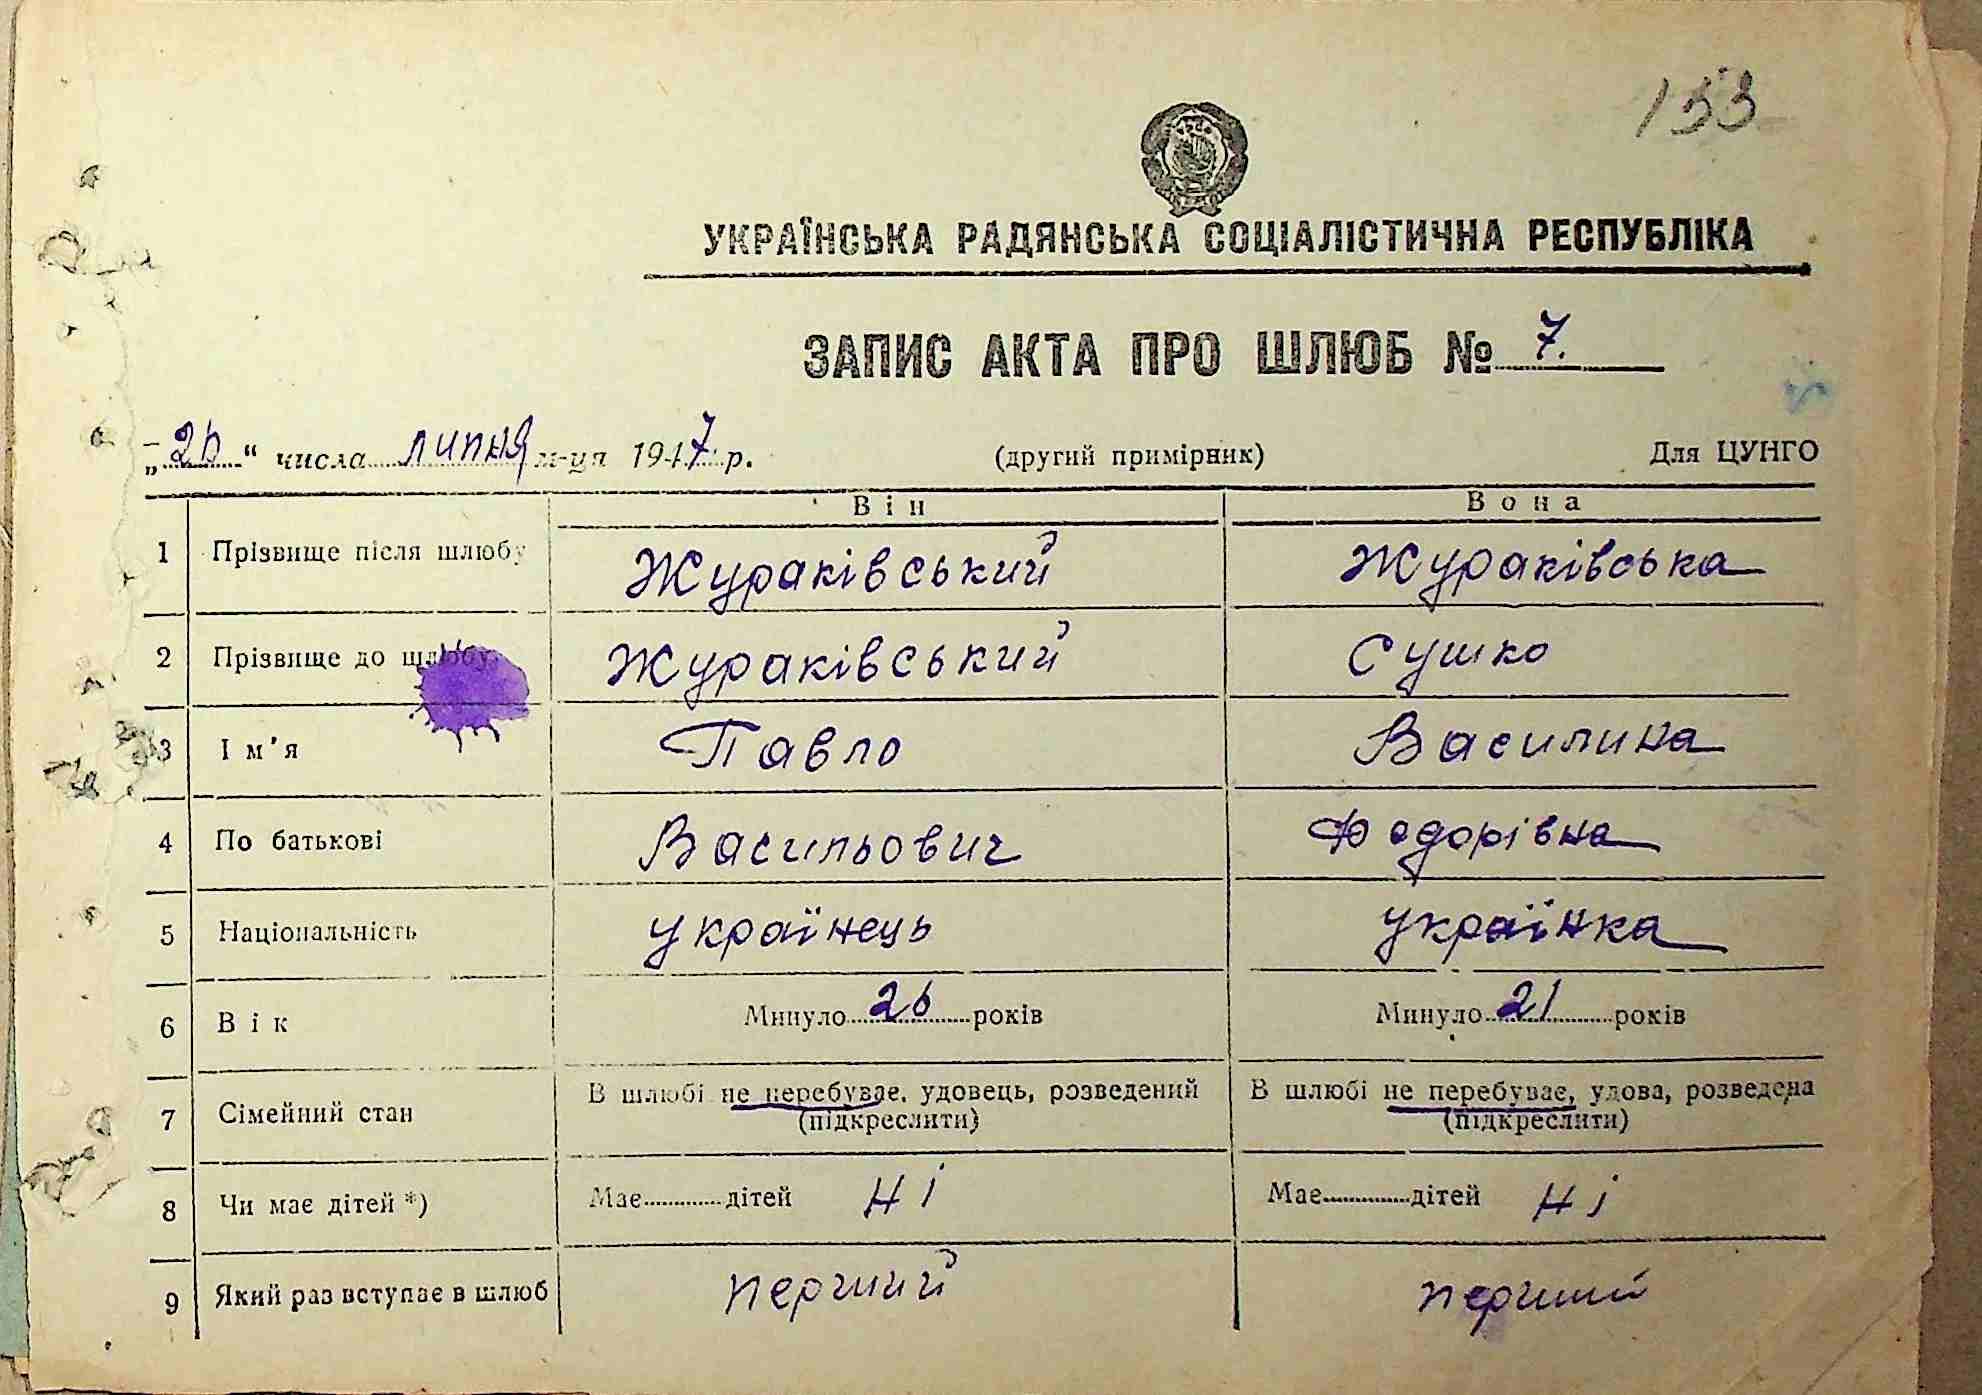 133
УКРАЇНСЬКА РАДЯНСЬКА СОЦІАЛІСТИЧНА РЕСПУБЛІКА
ЗАПИС АКТА ПРО ШЛЮБ № 7.
„26“ числа липня м-ця 1947 р. (другий примірник) Для ЦУНГО
Він Вона
1 Прізвище після шлюбу Жураківський Жураківська
2 Прізвище до шлюбу Жураківський Сушко
3 Ім'я Павло Василина
4 По батькові Васильович Федорівна
5 Національність українець українка
6 Вік Минуло 26 років Минуло 21 років
7 Сімейний стан В шлюбі не перебуває, удовець, розведений (підкреслити) В шлюбі не перебуває, удова, розведена (підкреслити)
8 Чи має дітей *) Має дітей ні Має дітей ні
9 Який раз вступає в шлюб перший перший